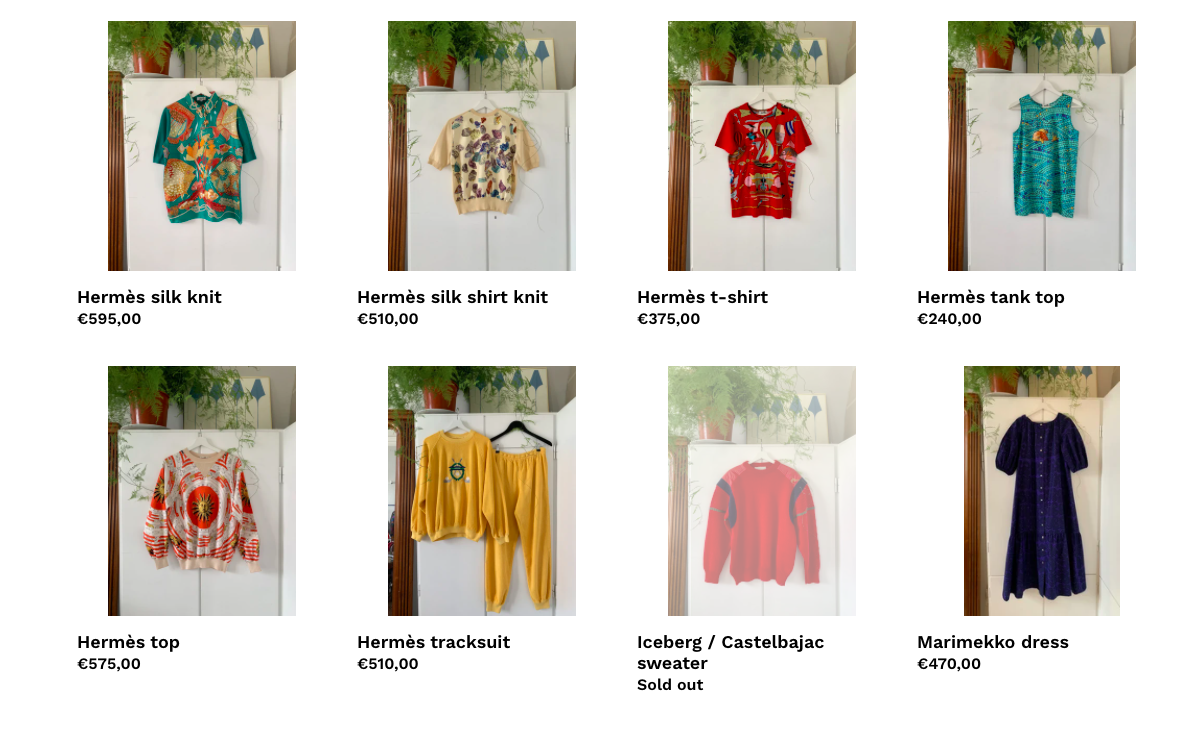 Hermès silk knit
€595,00
Hermès silk shirt knit
€510,00
Hermès t-shirt
€375,00
Hermès tank top
€240,00
Hermès top
€575,00
Hermès tracksuit
€510,00
Iceberg / Castelbajac
sweater
Sold out
Marimekko dress
€470,00